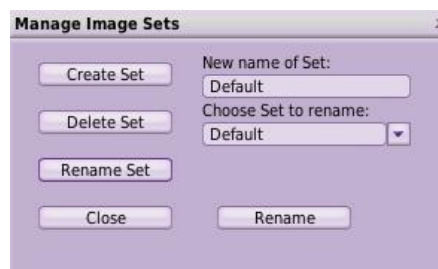 Manage Image Sets
Create Set
New name of Set:
Default
Delete Set
Choose Set to rename:
Default
Rename Set
Close
Rename